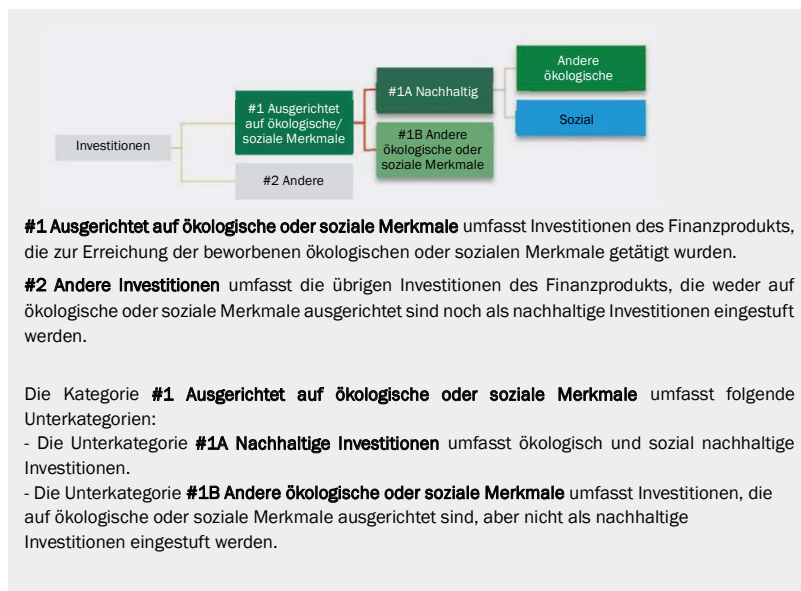 Investitionen
#1 Ausgerichtet
auf ökologische/
soziale Merkmale
#2 Andere
#1A Nachhaltig
#1B Andere
ökologische oder
soziale Merkmale
Andere
ökologische
Sozial
#1 Ausgerichtet auf ökologische oder soziale Merkmale umfasst Investitionen des Finanzprodukts,
die zur Erreichung der beworbenen ökologischen oder sozialen Merkmale getätigt wurden.
#2 Andere Investitionen umfasst die übrigen Investitionen des Finanzprodukts, die weder auf
ökologische oder soziale Merkmale ausgerichtet sind noch als nachhaltige Investitionen eingestuft
werden.
Die Kategorie #1 Ausgerichtet auf ökologische oder soziale Merkmale umfasst folgende
Unterkategorien:
- Die Unterkategorie #1A Nachhaltige Investitionen umfasst ökologisch und sozial nachhaltige
Investitionen.
- Die Unterkategorie #1B Andere ökologische oder soziale Merkmale umfasst Investitionen, die
auf ökologische oder soziale Merkmale ausgerichtet sind, aber nicht als nachhaltige
Investitionen eingestuft werden.